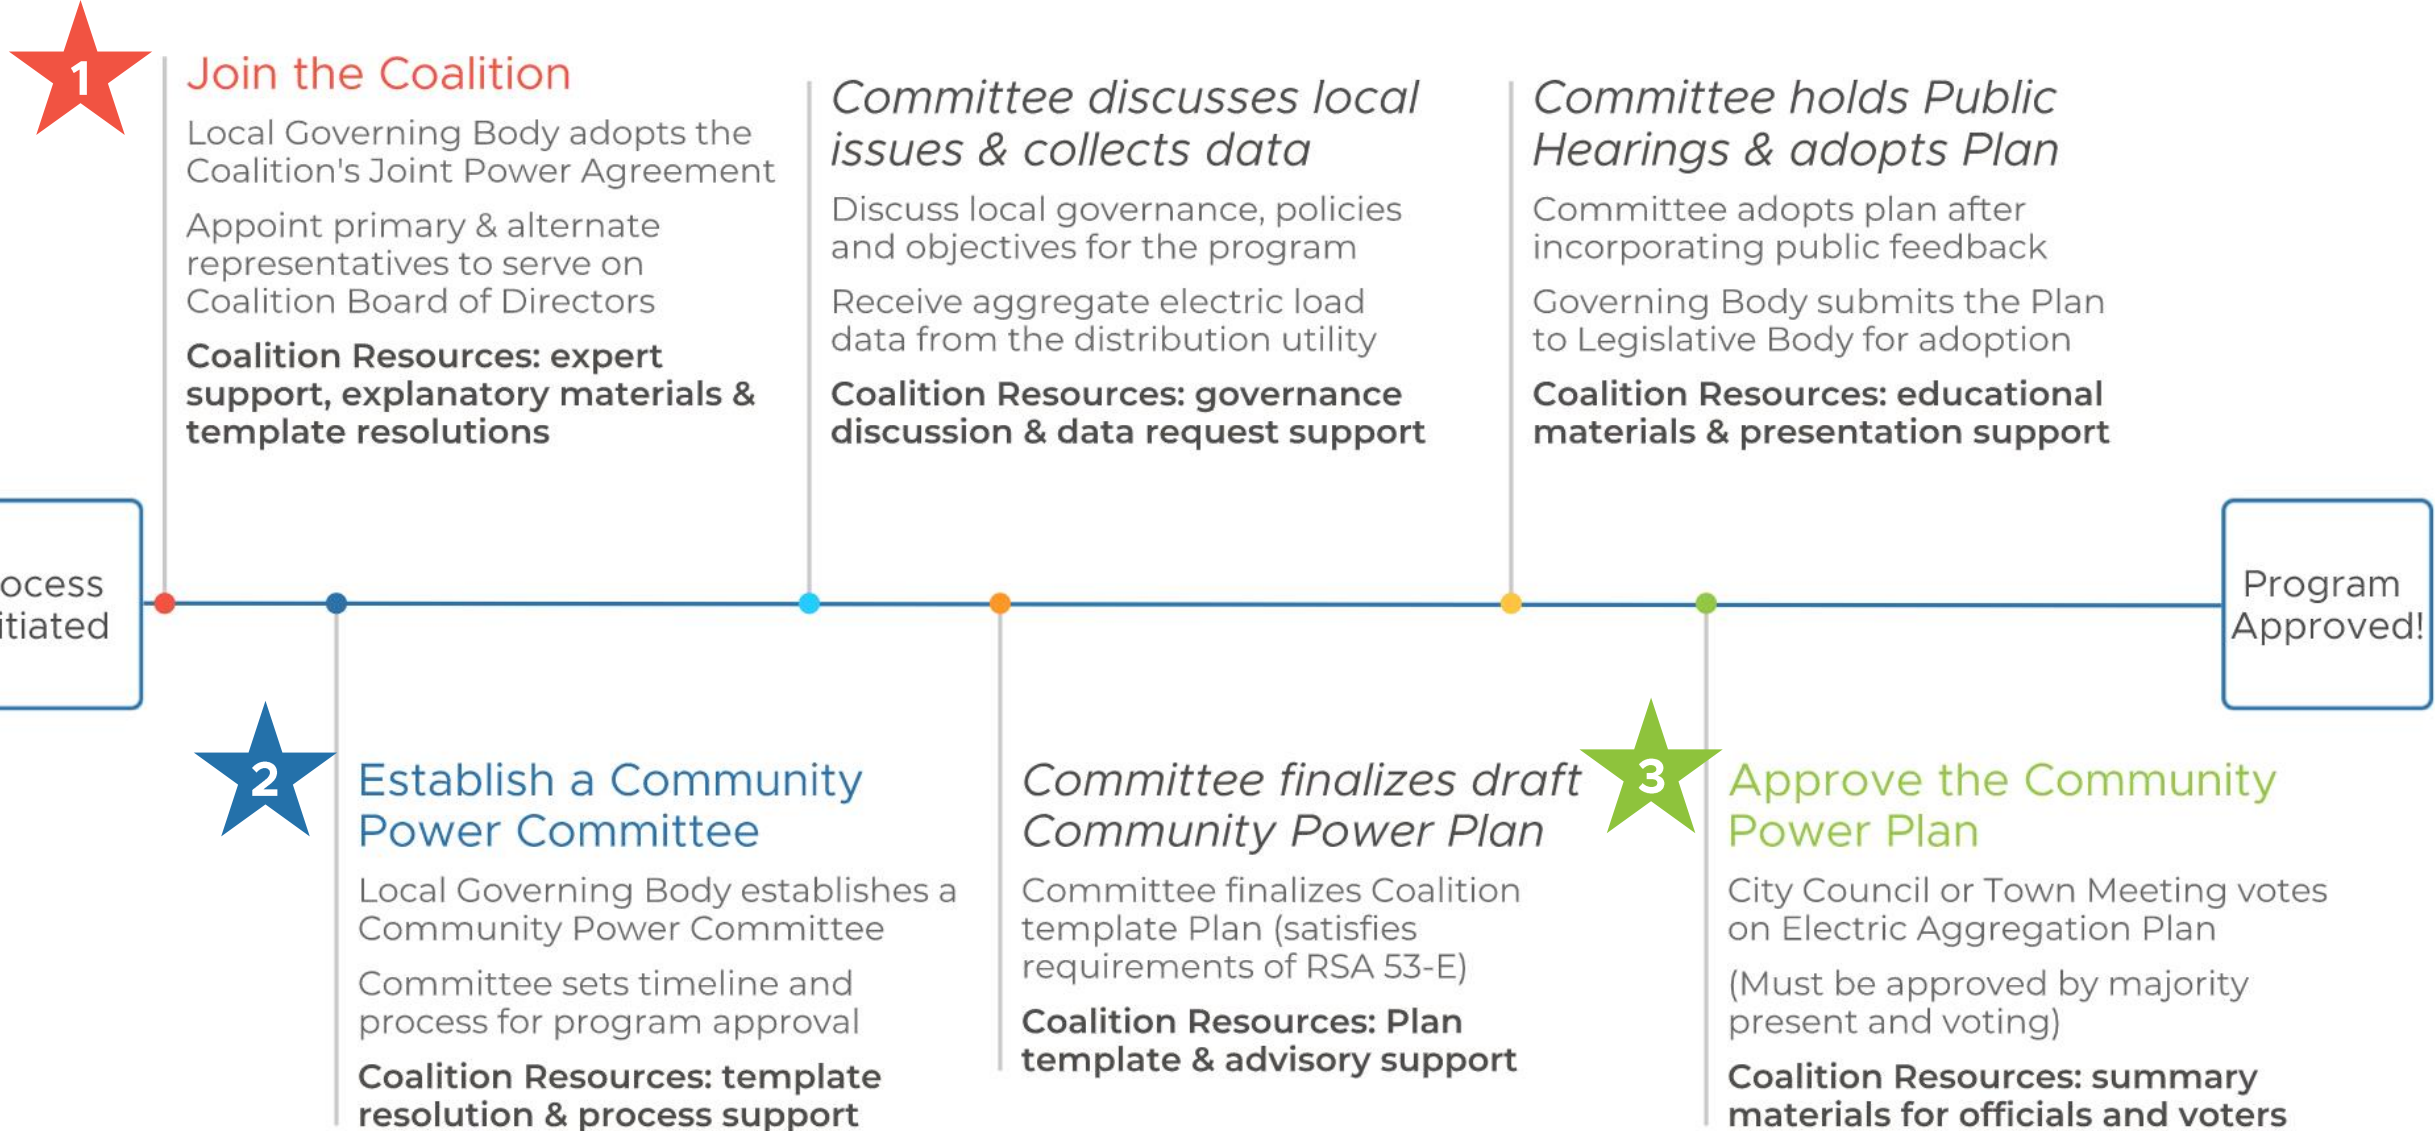 1
Join the Coalition
Local Governing Body adopts the
Coalition's Joint Power Agreement
Appoint primary & alternate
representatives to serve on
Coalition Board of Directors
Coalition Resources: expert
support, explanatory materials &
template resolutions
Committee discusses local
issues & collects data
Discuss local governance, policies
and objectives for the program
Receive aggregate electric load
data from the distribution utility
Coalition Resources: governance
discussion & data request support
Committee holds Public
Hearings & adopts Plan
Committee adopts plan after
incorporating public feedback
Governing Body submits the Plan
to Legislative Body for adoption
Coalition Resources: educational
materials & presentation support
ocess
itiated
Program
Approved!
2
Establish a Community
Power Committee
Local Governing Body establishes a
Community Power Committee
Committee sets timeline and
process for program approval
Coalition Resources: template
resolution & process support
Committee finalizes draft
Community Power Plan
Committee finalizes Coalition
template Plan (satisfies
requirements of RSA 53-E)
Coalition Resources: Plan
template & advisory support
3
Approve the Community
Power Plan
City Council or Town Meeting votes
on Electric Aggregation Plan
(Must be approved by majority
present and voting)
Coalition Resources: summary
materials for officials and voters